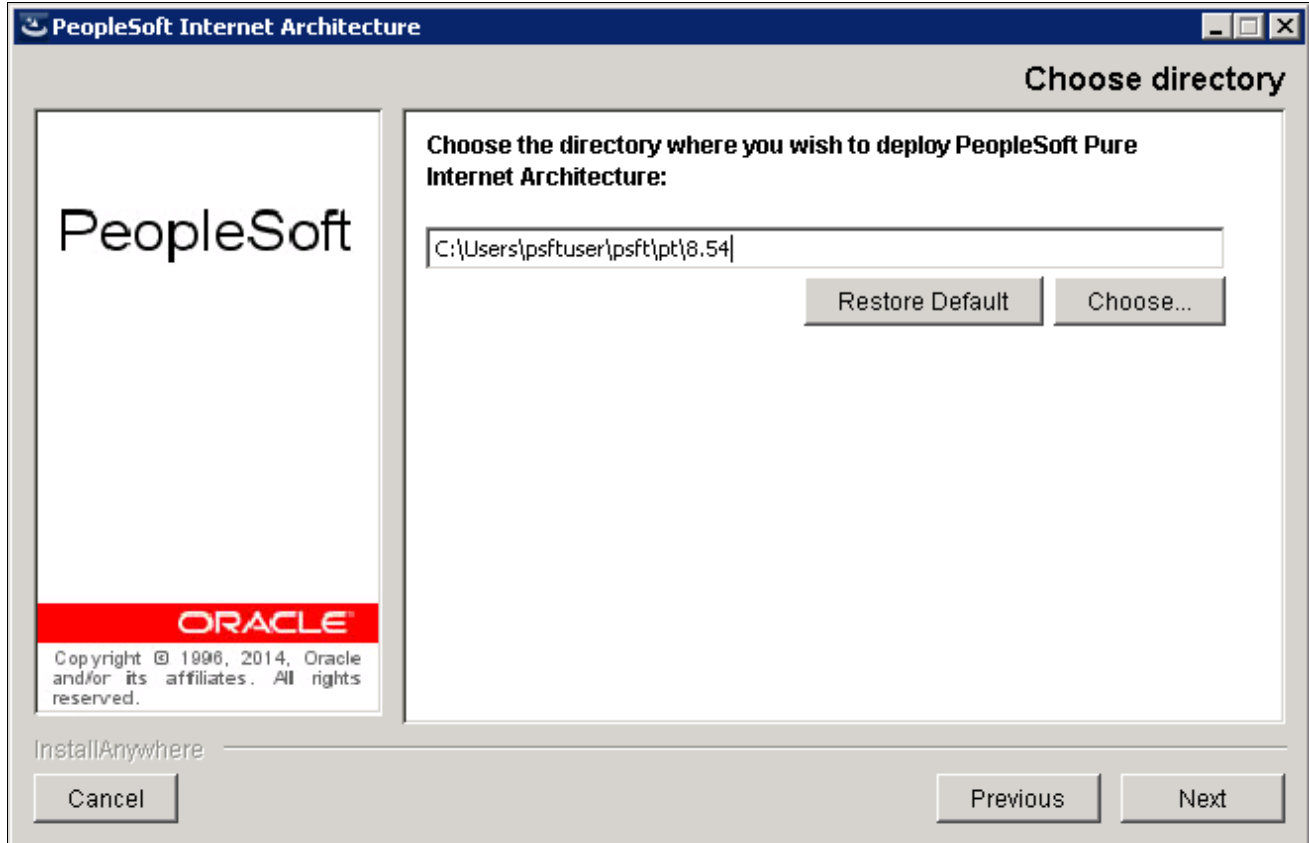 PeopleSoft Internet Architecture
Choose directory
PeopleSoft
ORACLE
Copyright © 1996, 2014, Oracle
and/or its affiliates. All rights
reserved.
Choose the directory where you wish to deploy PeopleSoft Pure
Internet Architecture:
C:\Users\psftuser\psft\pt\8.54
Restore Default
Choose...
InstallAnywhere
Cancel
Previous
Next